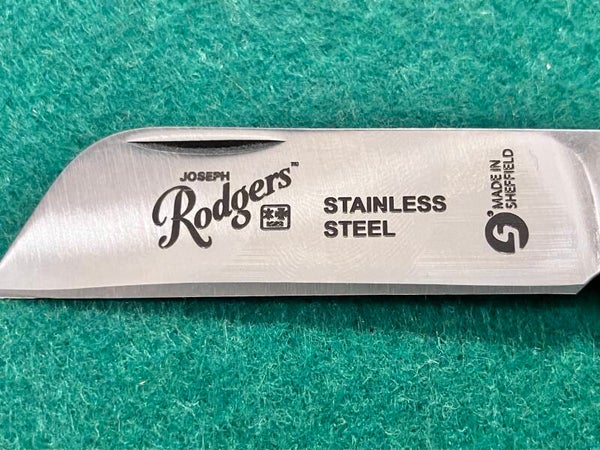 JOSEPH
Rodgers™
STAINLESS
STEEL
MADE IN
SHEFFIELD